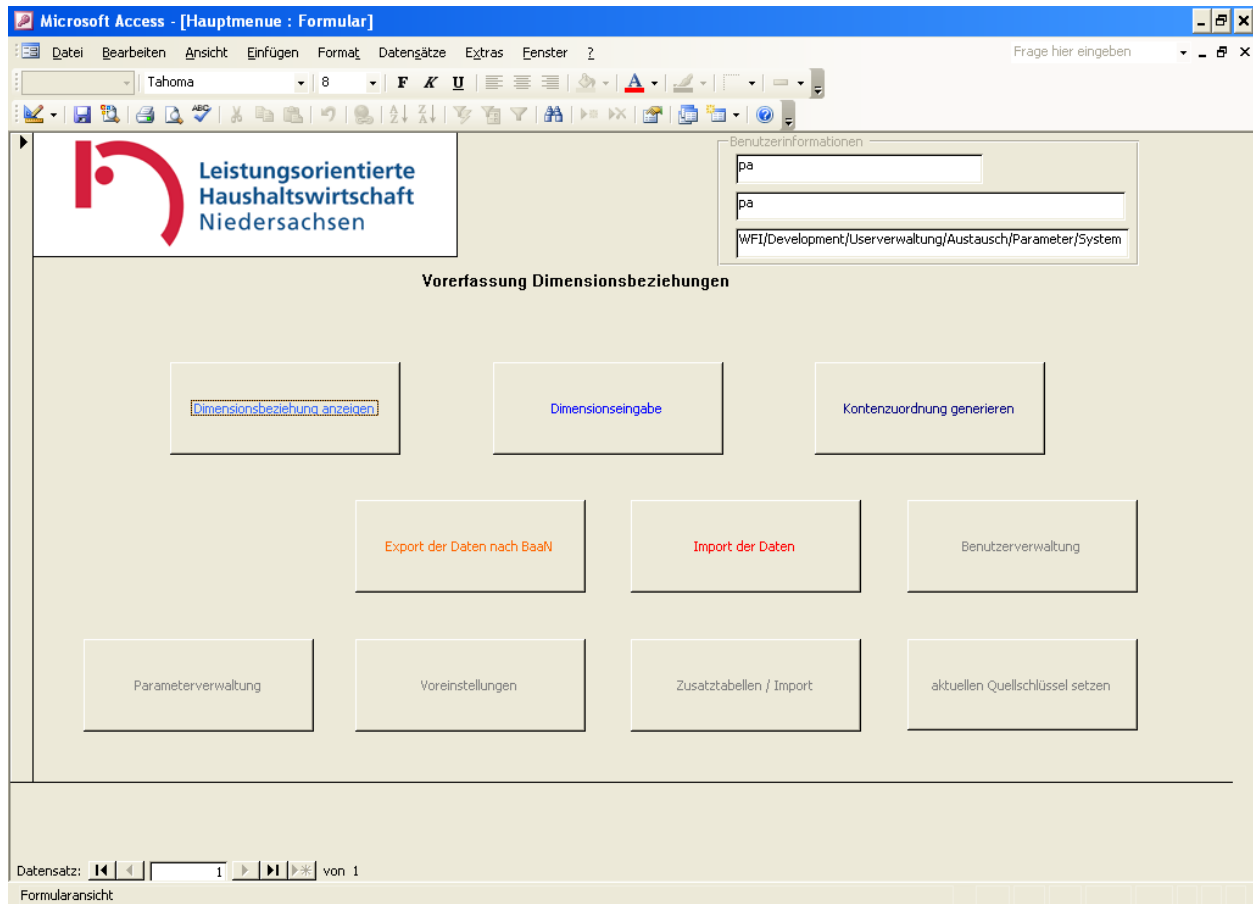 Microsoft Access - [Hauptmenue : Formular]
Datei Bearbeiten Ansicht Einfügen Format Datensätze Extras Fenster ? Frage hier eingeben
Tahoma 8 F K U A
ABC
Leistungsorientierte
Haushaltswirtschaft
Niedersachsen
Benutzerinformationen
pa
pa
WFI/Development/Userverwaltung/Austausch/Parameter/System
Vorerfassung Dimensionsbeziehungen
Dimensionsbeziehung anzeigen Dimensionseingabe Kontenzuordnung generieren
Export der Daten nach BaaN Import der Daten Benutzerverwaltung
Parameterverwaltung Voreinstellungen Zusatztabellen / Import aktuellen Quellschlüssel setzen
Datensatz: 1 von 1
Formularansicht